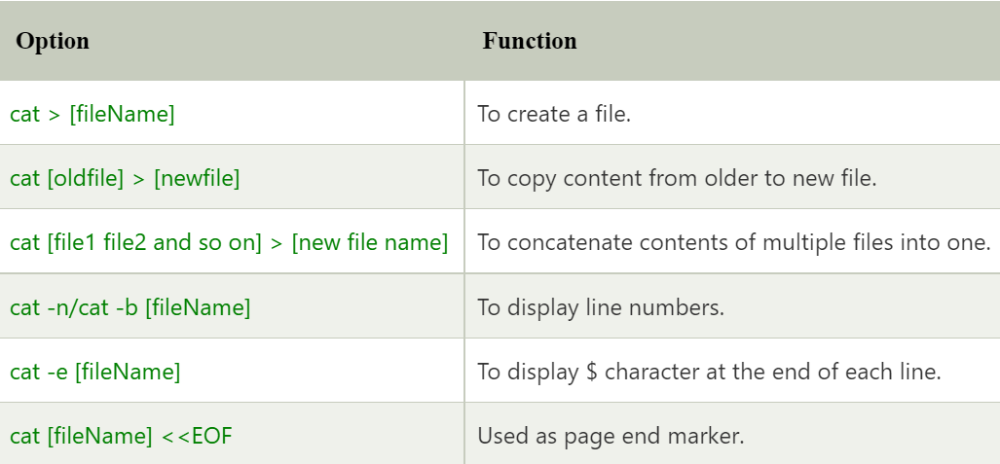 Option Function
cat > [fileName] To create a file.
cat [oldfile] > [newfile] To copy content from older to new file.
cat [file1 file2 and so on] > [new file name] To concatenate contents of multiple files into one.
cat -n/cat -b [fileName] To display line numbers.
cat -e [fileName] To display $ character at the end of each line.
cat [fileName] <<EOF Used as page end marker.